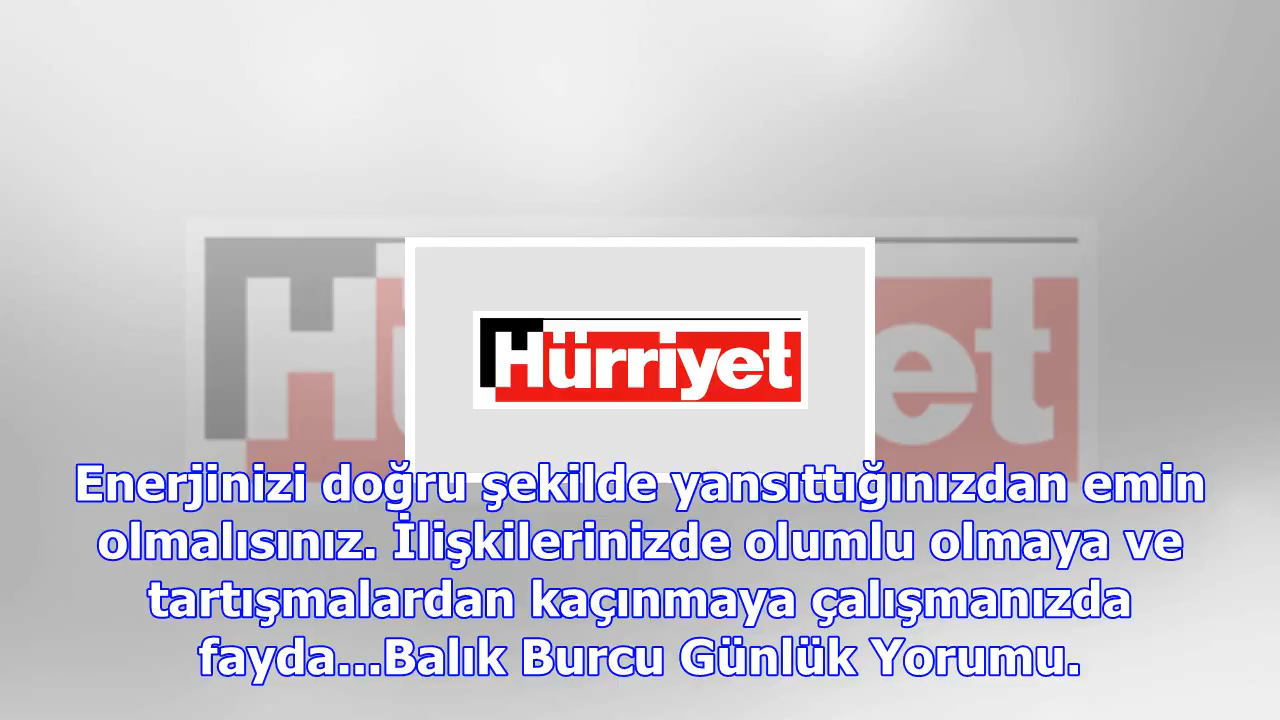 Hürriyet
Enerjinizi doğru şekilde yansıttığınızdan emin
olmalısınız. İlişkilerinizde olumlu olmaya ve
tartışmalardan kaçınmaya çalışmanızda
fayda...Balık Burcu Günlük Yorumu.